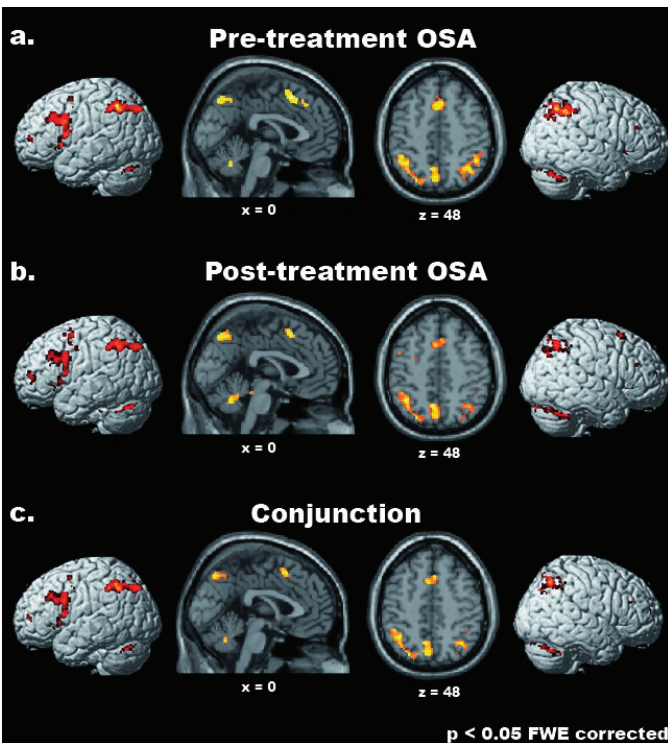 a.
Pre-treatment OSA
x = 0
z = 48
b.
Post-treatment OSA
x = 0
z = 48
c.
Conjunction
x = 0
z = 48
p < 0.05 FWE corrected